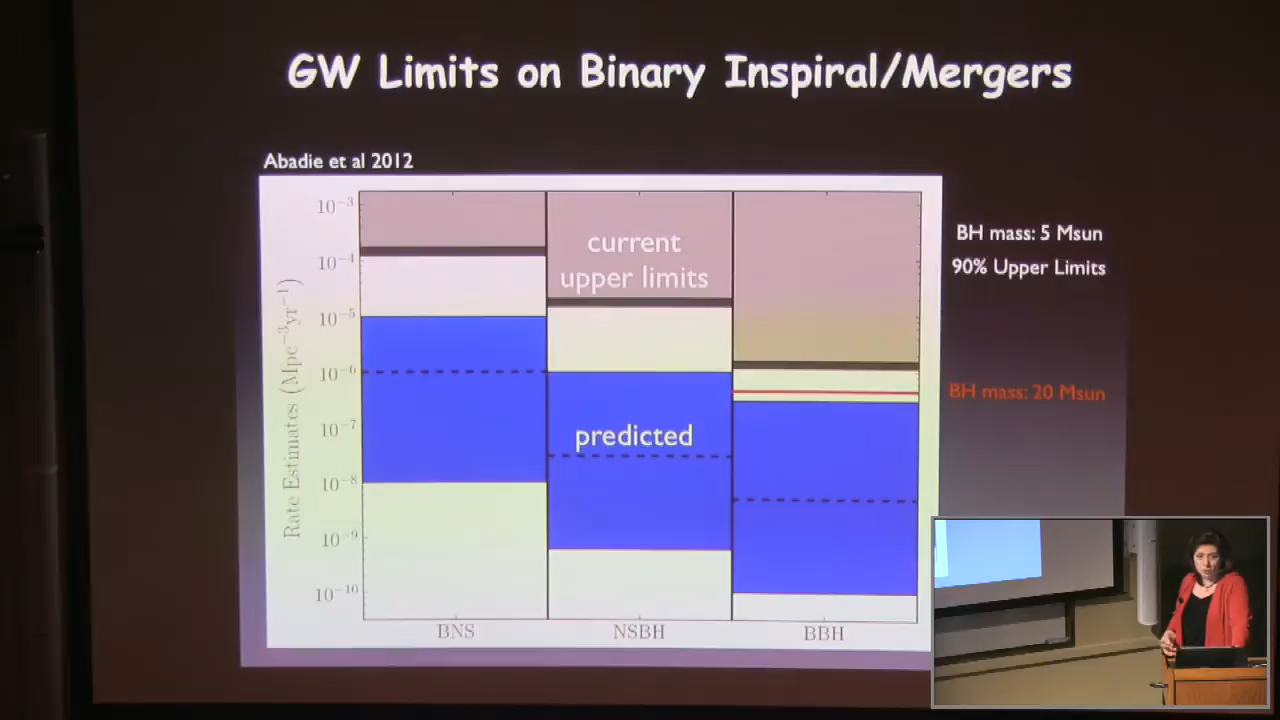 GW Limits on Binary Inspiral/Mergers
Abadie et al 2012
10⁻³
10⁻⁴
10⁻⁵
10⁻⁶
10⁻⁷
10⁻⁸
10⁻⁹
10⁻¹⁰
Rate Estimates (Mpc⁻³yr⁻¹)
current
upper limits
predicted
BNS
NSBH
BBH
BH mass: 5 Msun
90% Upper Limits
BH mass: 20 Msun